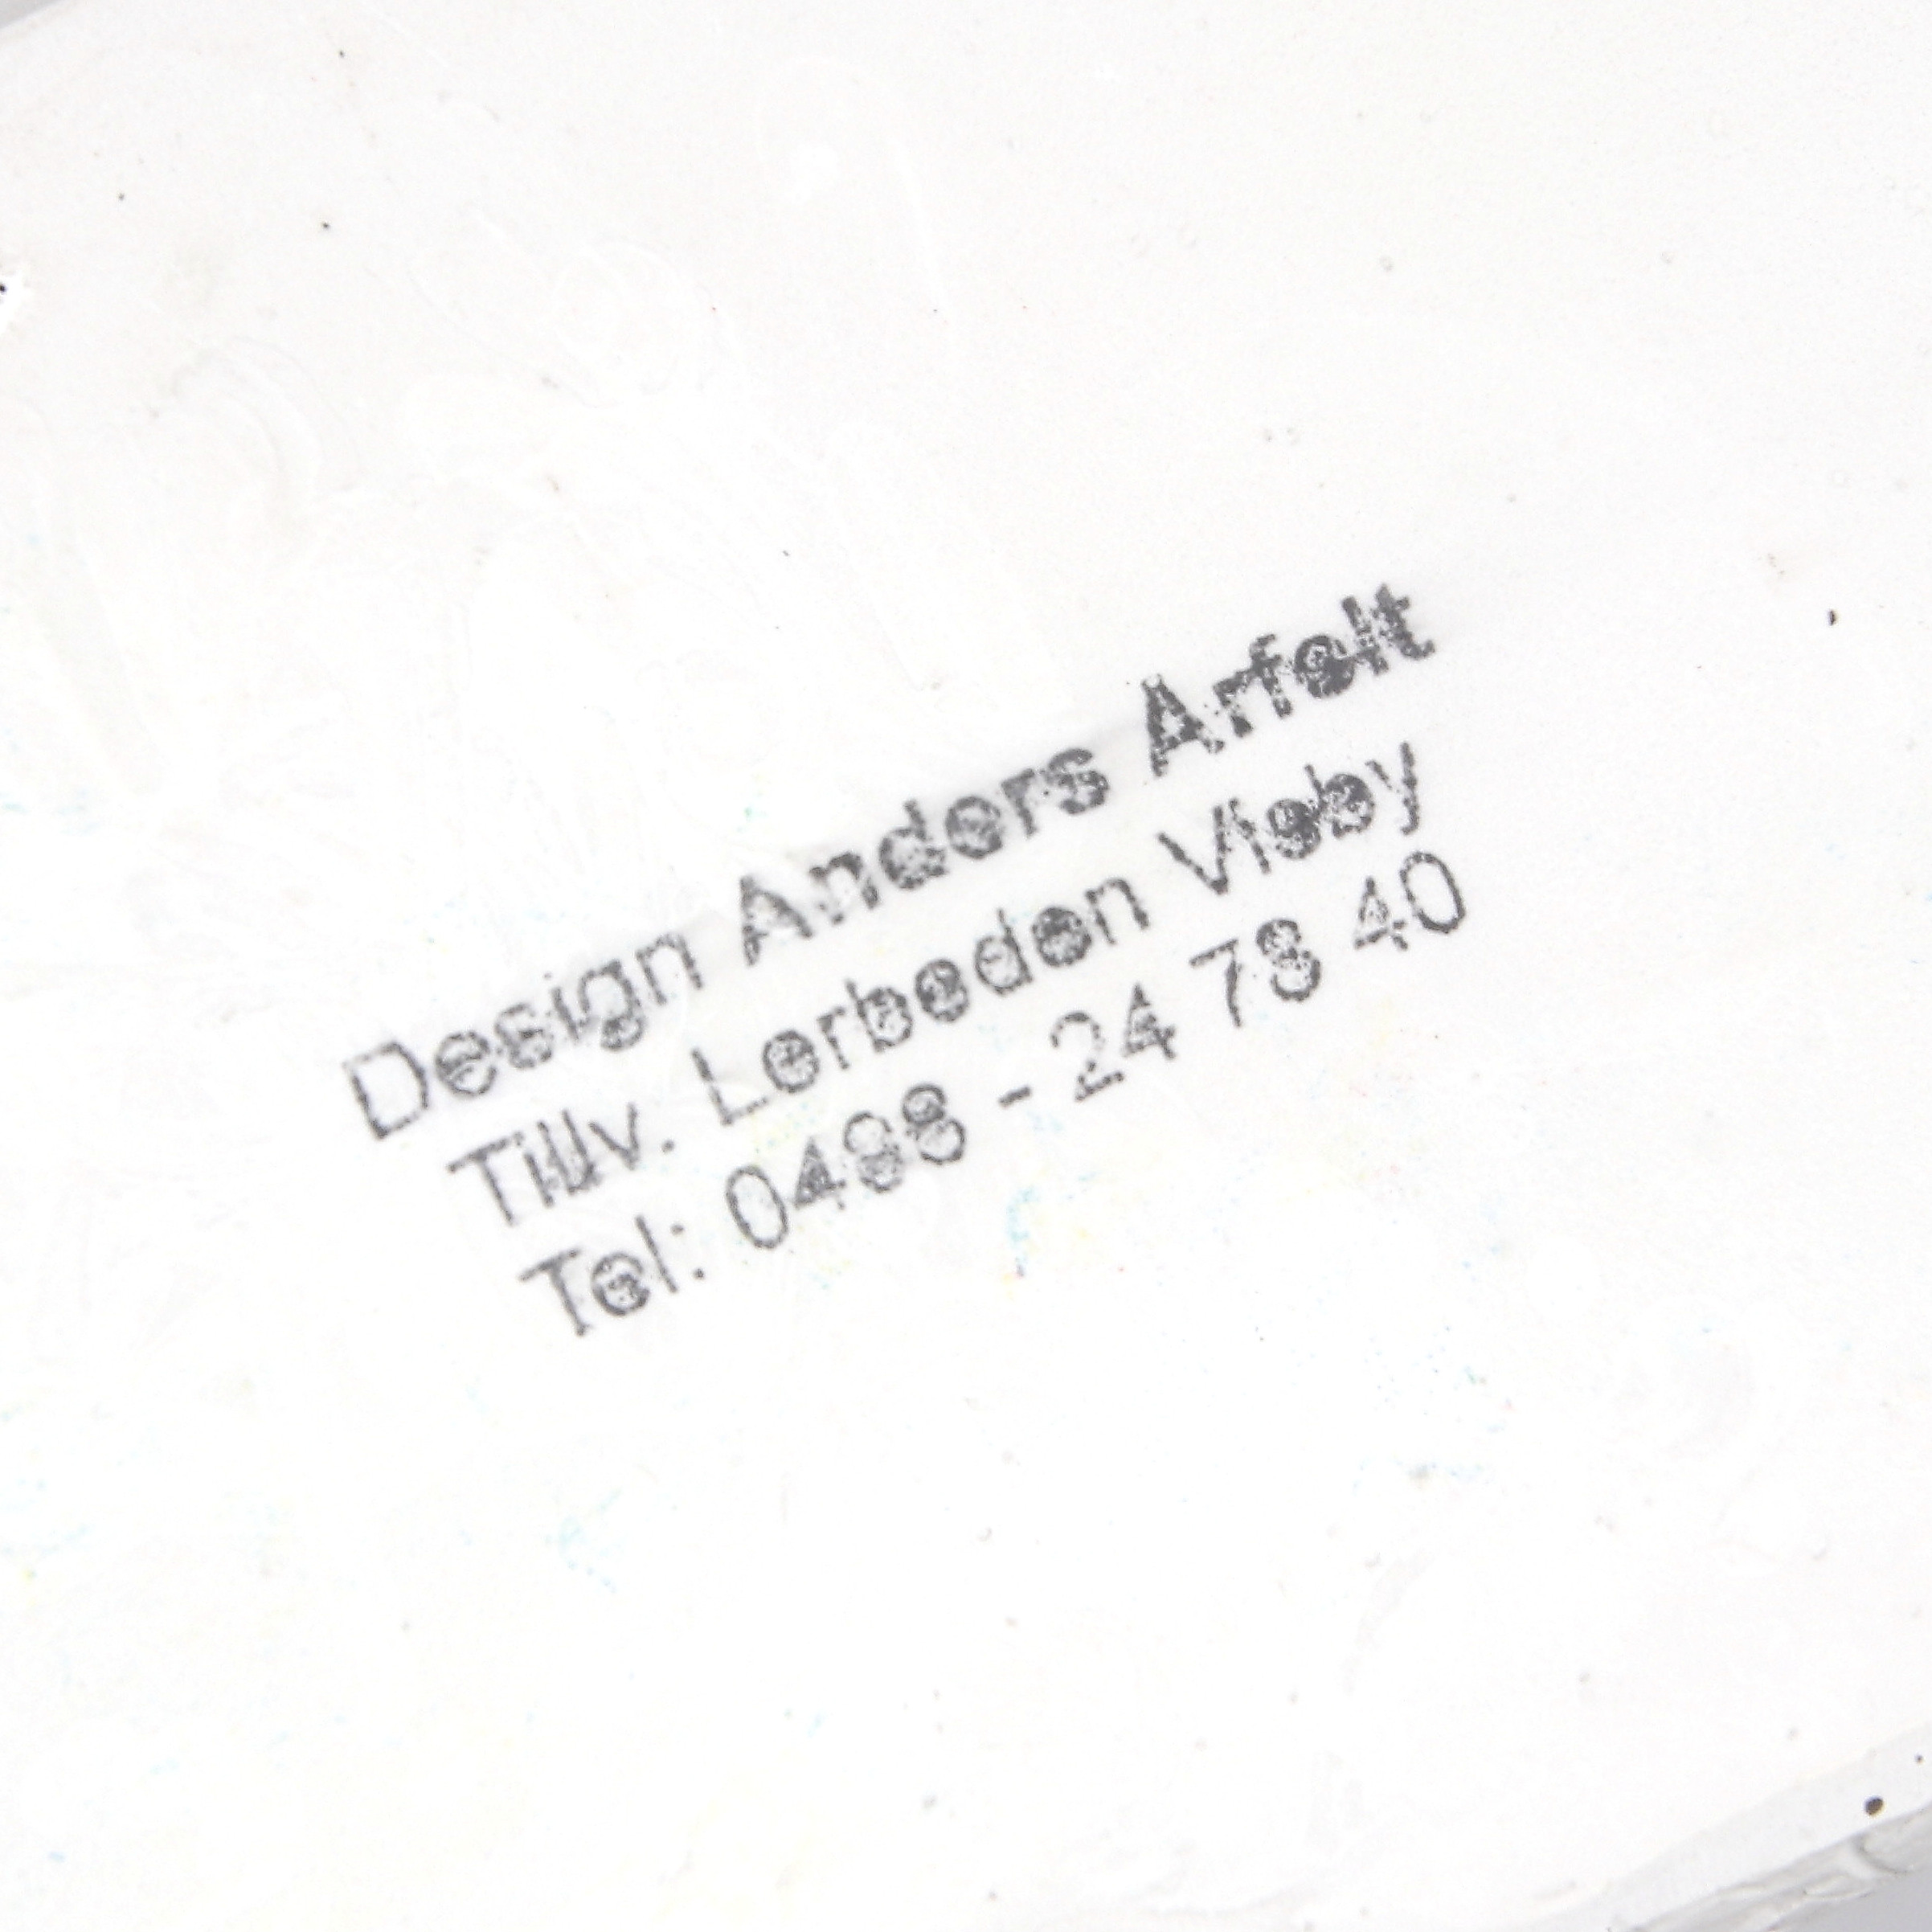 Design Anders Arfelt
Tillv. Lerboden Visby
Tel: 0498 - 24 78 40